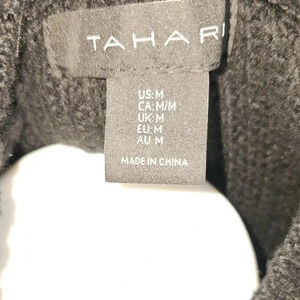 TAHARI
US: M
CA: M/M
UK: M
EU: M
AU: M
MADE IN CHINA